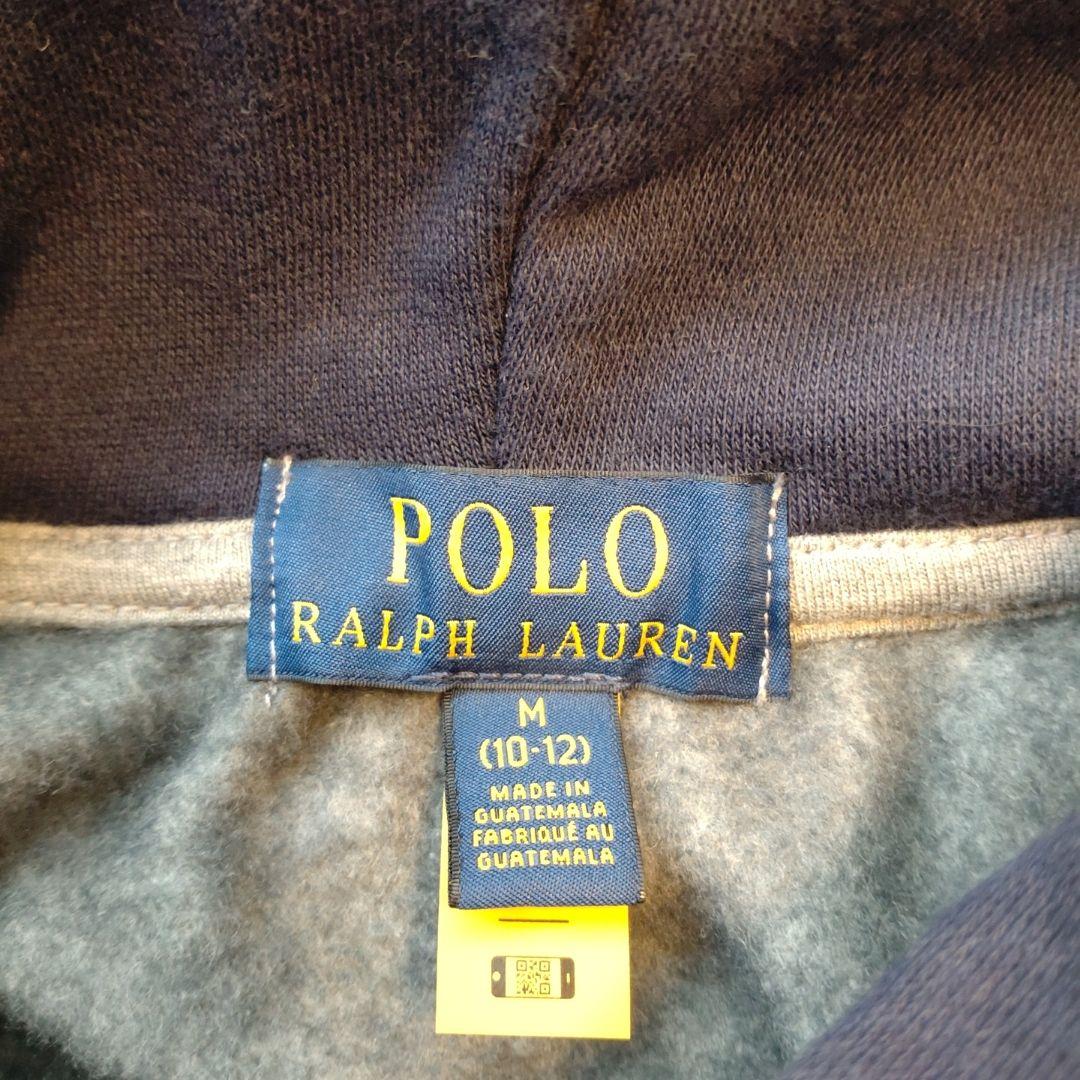 POLO
RALPH LAUREN
M
(10-12)
MADE IN
GUATEMALA
FABRIQUÉ AU
GUATEMALA